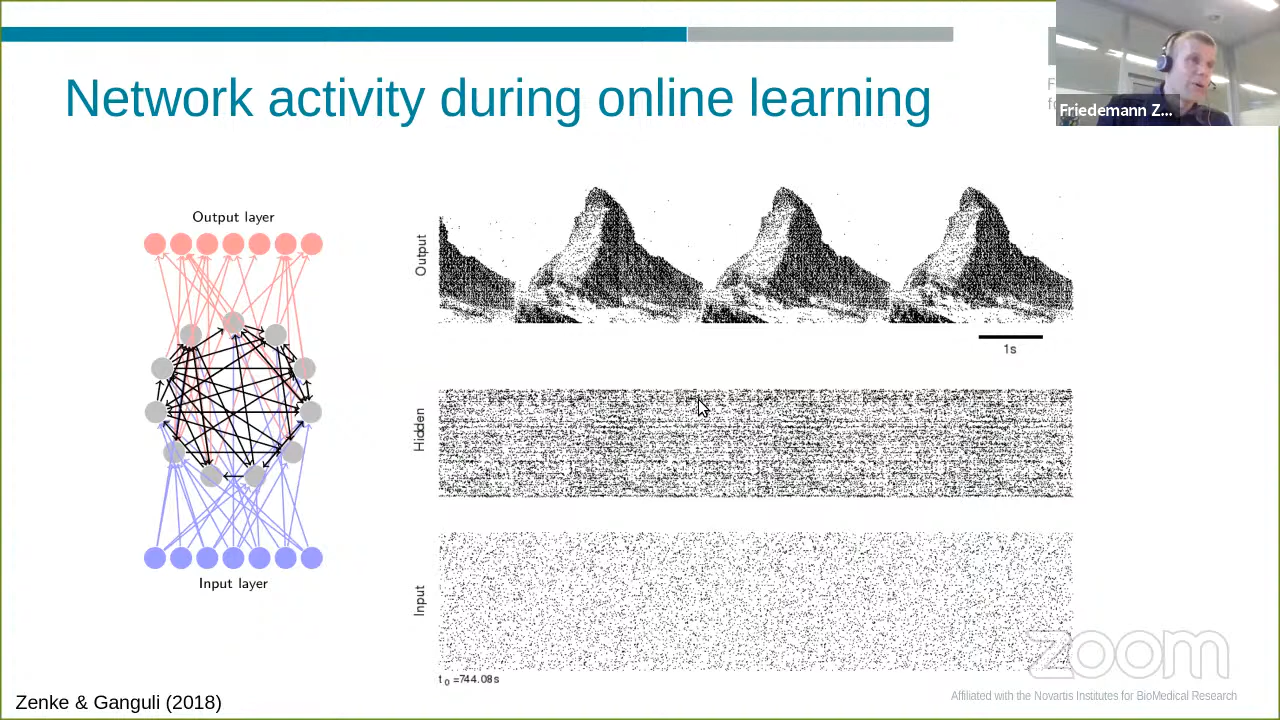 Network activity during online learning
Friedemann Z...
Output layer
Input layer
Output
1s
Hidden
Input
t 0 =744.08s
zoom
Zenke & Ganguli (2018)
Affiliated with the Novartis Institutes for BioMedical Research